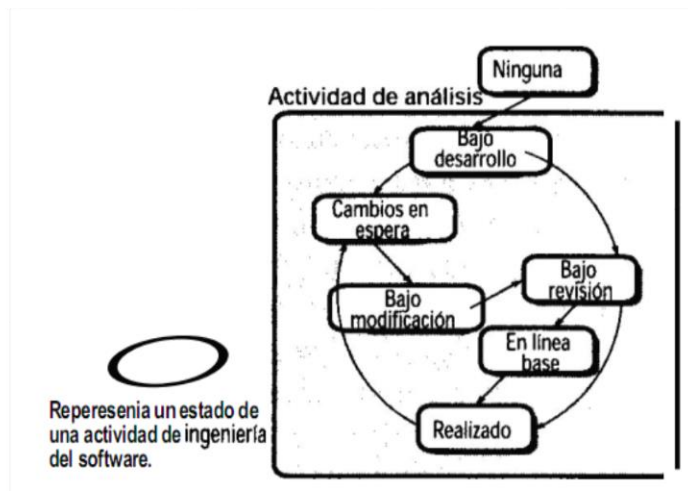 Ninguna
Actividad de análisis
Bajo
desarrollo
Cambios en
espera
Bajo
revisión
Bajo
modificación
En línea
base
Realizado
Reperesenia un estado de
una actividad de ingeniería
del software.